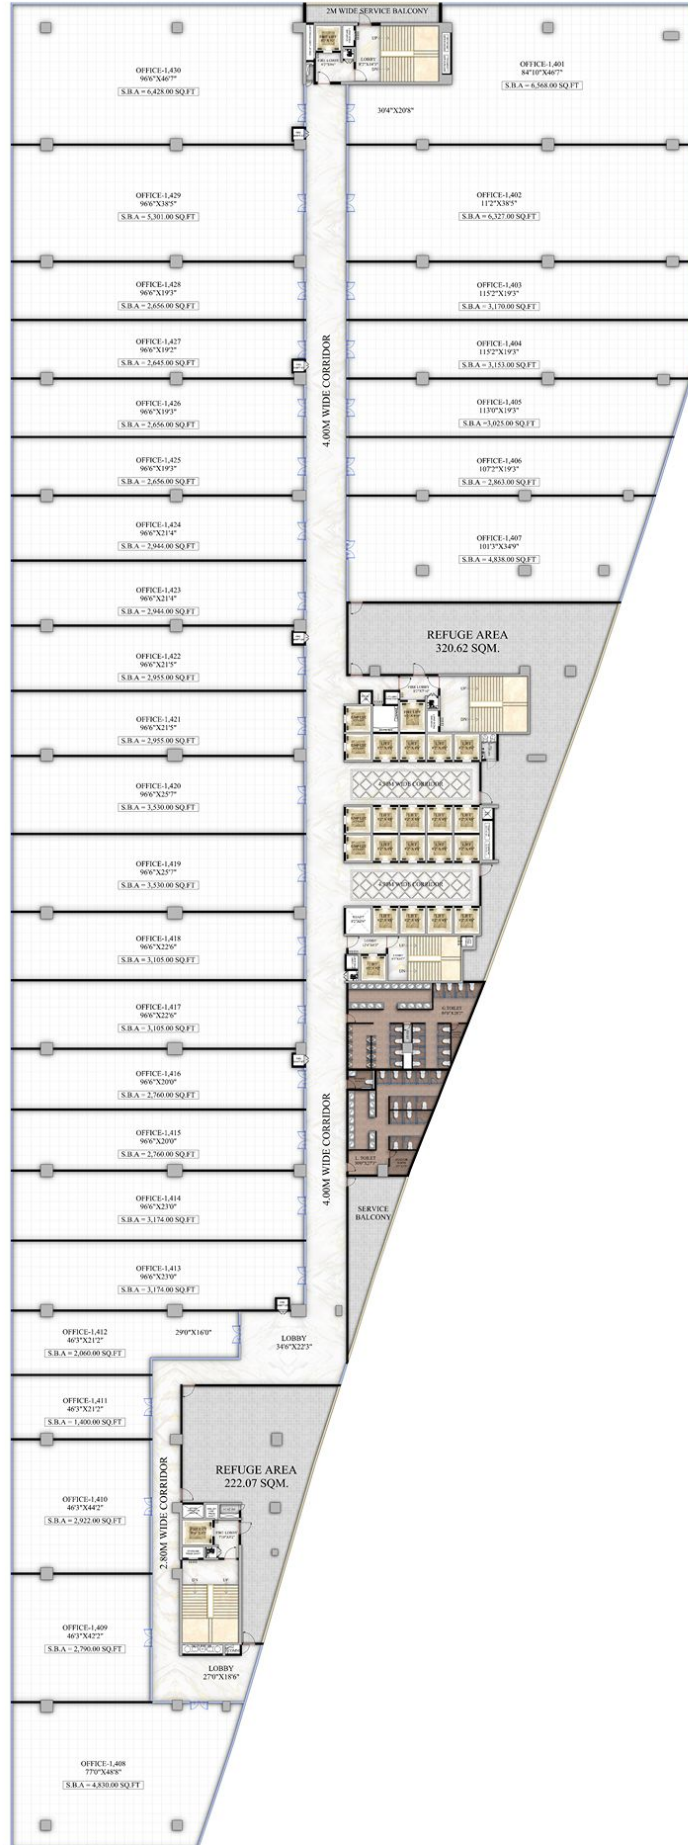 2M WIDE SERVICE BALCONY
OFFICE-1,430
96'6"X46'7"
S.B.A = 6,428.00 SQ.FT
OFFICE-1,401
84'10"X46'7"
S.B.A = 6,568.00 SQ.FT
30'4"X20'8"
OFFICE-1,429
96'6"X38'5"
S.B.A = 5,301.00 SQ.FT
OFFICE-1,402
11'2"X38'5"
S.B.A = 6,327.00 SQ.FT
OFFICE-1,428
96'6"X19'3"
S.B.A = 2,656.00 SQ.FT
OFFICE-1,403
115'2"X19'3"
S.B.A = 3,170.00 SQ.FT
OFFICE-1,427
96'6"X19'2"
S.B.A = 2,645.00 SQ.FT
OFFICE-1,404
115'2"X19'3"
S.B.A = 3,153.00 SQ.FT
4.00M WIDE CORRIDOR
OFFICE-1,426
96'6"X19'3"
S.B.A = 2,656.00 SQ.FT
OFFICE-1,405
113'0"X19'3"
S.B.A =3,025.00 SQ.FT
OFFICE-1,425
96'6"X19'3"
S.B.A = 2,656.00 SQ.FT
OFFICE-1,406
107'2"X19'3"
S.B.A = 2,863.00 SQ.FT
OFFICE-1,424
96'6"X21'4"
S.B.A = 2,944.00 SQ.FT
OFFICE-1,407
101'3"X34'9"
S.B.A = 4,838.00 SQ.FT
OFFICE-1,423
96'6"X21'4"
S.B.A = 2,944.00 SQ.FT
REFUGE AREA
320.62 SQM.
OFFICE-1,422
96'6"X21'5"
S.B.A = 2,955.00 SQ.FT
OFFICE-1,421
96'6"X21'5"
S.B.A = 2,955.00 SQ.FT
OFFICE-1,420
96'6"X25'7"
S.B.A = 3,530.00 SQ.FT
WIDE CORRIDOR
OFFICE-1,419
96'6"X25'7"
S.B.A = 3,530.00 SQ.FT
WIDE CORRIDOR
OFFICE-1,418
96'6"X22'6"
S.B.A = 3,105.00 SQ.FT
OFFICE-1,417
96'6"X22'6"
S.B.A = 3,105.00 SQ.FT
G.TOILET
OFFICE-1,416
96'6"X20'0"
S.B.A = 2,760.00 SQ.FT
4.00M WIDE CORRIDOR
OFFICE-1,415
96'6"X20'0"
S.B.A = 2,760.00 SQ.FT
L.TOILET
OFFICE-1,414
96'6"X23'0"
S.B.A = 3,174.00 SQ.FT
SERVICE
BALCONY
OFFICE-1,413
96'6"X23'0"
S.B.A = 3,174.00 SQ.FT
OFFICE-1,412
46'3"X21'2"
S.B.A = 2,060.00 SQ.FT
29'0"X16'0"
LOBBY
34'6"X22'3"
OFFICE-1,411
46'3"X21'2"
S.B.A = 1,400.00 SQ.FT
REFUGE AREA
222.07 SQM.
OFFICE-1,410
46'3"X44'2"
S.B.A = 2,922.00 SQ.FT
2.80M WIDE CORRIDOR
OFFICE-1,409
46'3"X42'2"
S.B.A = 2,790.00 SQ.FT
LOBBY
27'0"X18'6"
OFFICE-1,408
77'0"X48'8"
S.B.A = 4,830.00 SQ.FT